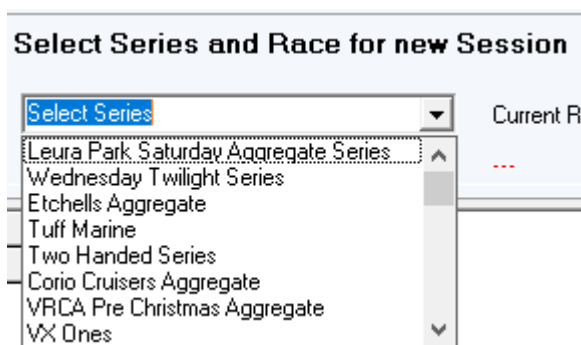 Select Series and Race for new Session
Select Series
Current R
Leura Park Saturday Aggregate Series
---
Wednesday Twilight Series
Etchells Aggregate
Tuff Marine
Two Handed Series
Corio Cruisers Aggregate
VRCA Pre Christmas Aggregate
VX Ones